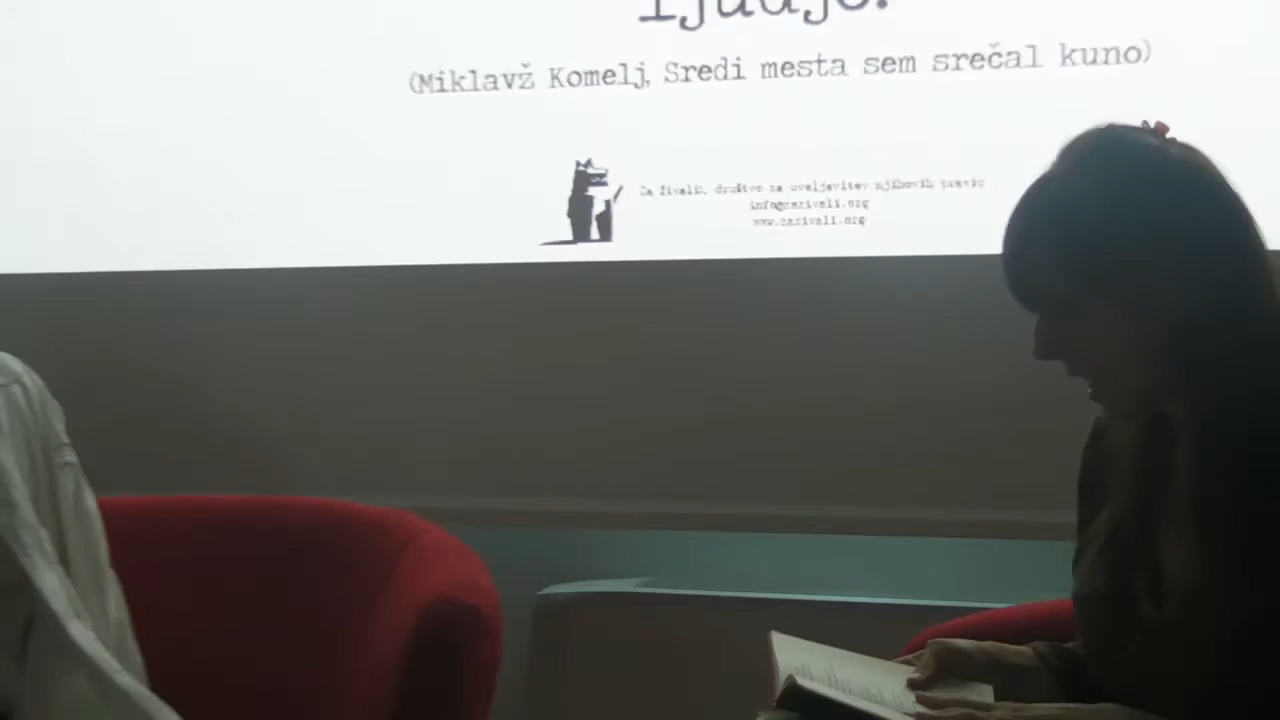 ljudje.
(Miklavž Komelj, Sredi mesta sem srečal kuno)
Za živali, društvo za uveljavitev njihovih pravic
info@zazivali.org
www.zazivali.org